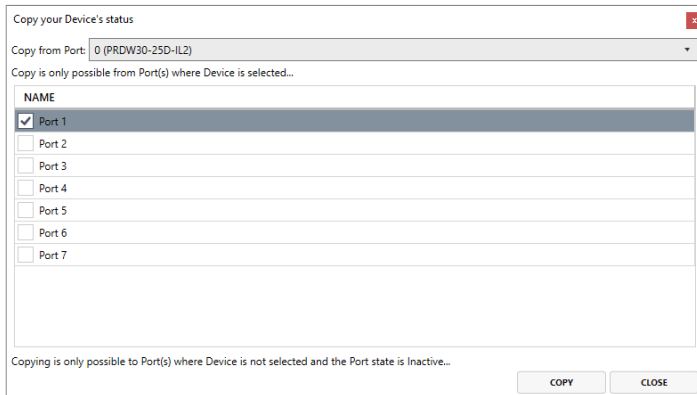 Copy your Device's status
x
Copy from Port: 0 (PRDW30-25D-IL2)
Copy is only possible from Port(s) where Device is selected...
NAME
Port 1
Port 2
Port 3
Port 4
Port 5
Port 6
Port 7
Copying is only possible to Port(s) where Device is not selected and the Port state is Inactive...
COPY CLOSE